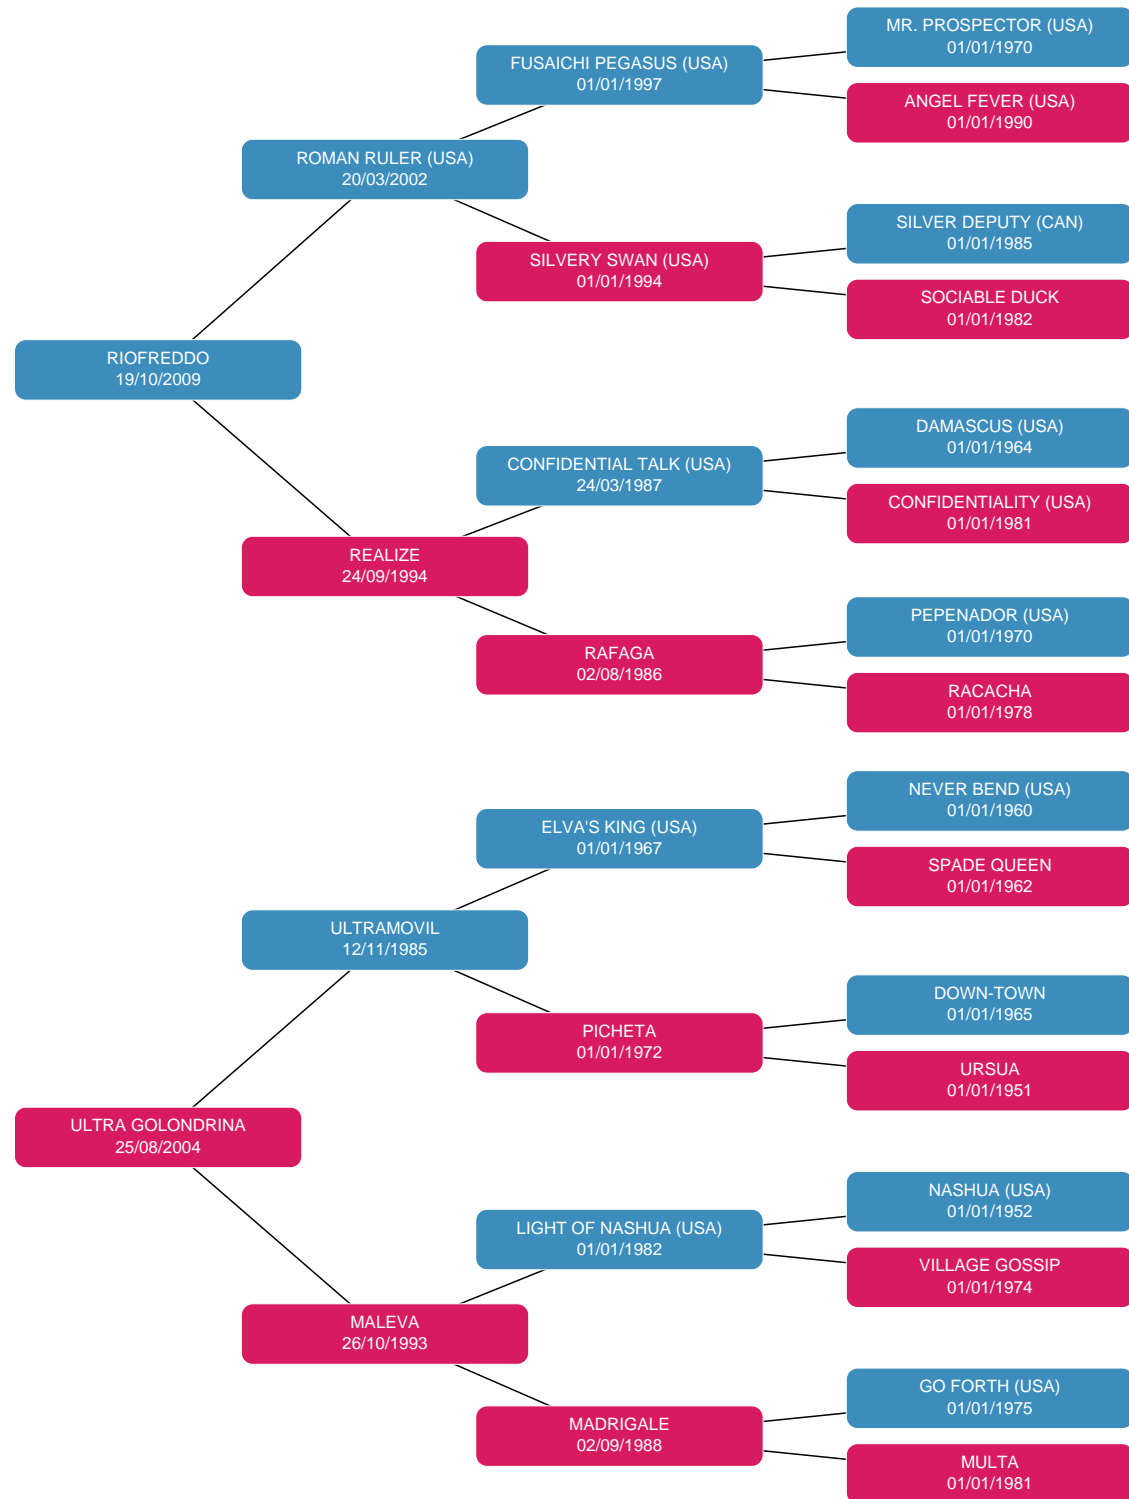 MR. PROSPECTOR (USA)
01/01/1970
FUSAICHI PEGASUS (USA)
01/01/1997
ANGEL FEVER (USA)
01/01/1990
ROMAN RULER (USA)
20/03/2002
SILVER DEPUTY (CAN)
01/01/1985
SILVERY SWAN (USA)
01/01/1994
SOCIABLE DUCK
01/01/1982
RIOFREDDO
19/10/2009
DAMASCUS (USA)
01/01/1964
CONFIDENTIAL TALK (USA)
24/03/1987
CONFIDENTIALITY (USA)
01/01/1981
REALIZE
24/09/1994
PEPENADOR (USA)
01/01/1970
RAFAGA
02/08/1986
RACACHA
01/01/1978
NEVER BEND (USA)
01/01/1960
ELVA'S KING (USA)
01/01/1967
SPADE QUEEN
01/01/1962
ULTRAMOVIL
12/11/1985
DOWN-TOWN
01/01/1965
PICHETA
01/01/1972
URSUA
01/01/1951
ULTRA GOLONDRINA
25/08/2004
NASHUA (USA)
01/01/1952
LIGHT OF NASHUA (USA)
01/01/1982
VILLAGE GOSSIP
01/01/1974
MALEVA
26/10/1993
GO FORTH (USA)
01/01/1975
MADRIGALE
02/09/1988
MULTA
01/01/1981